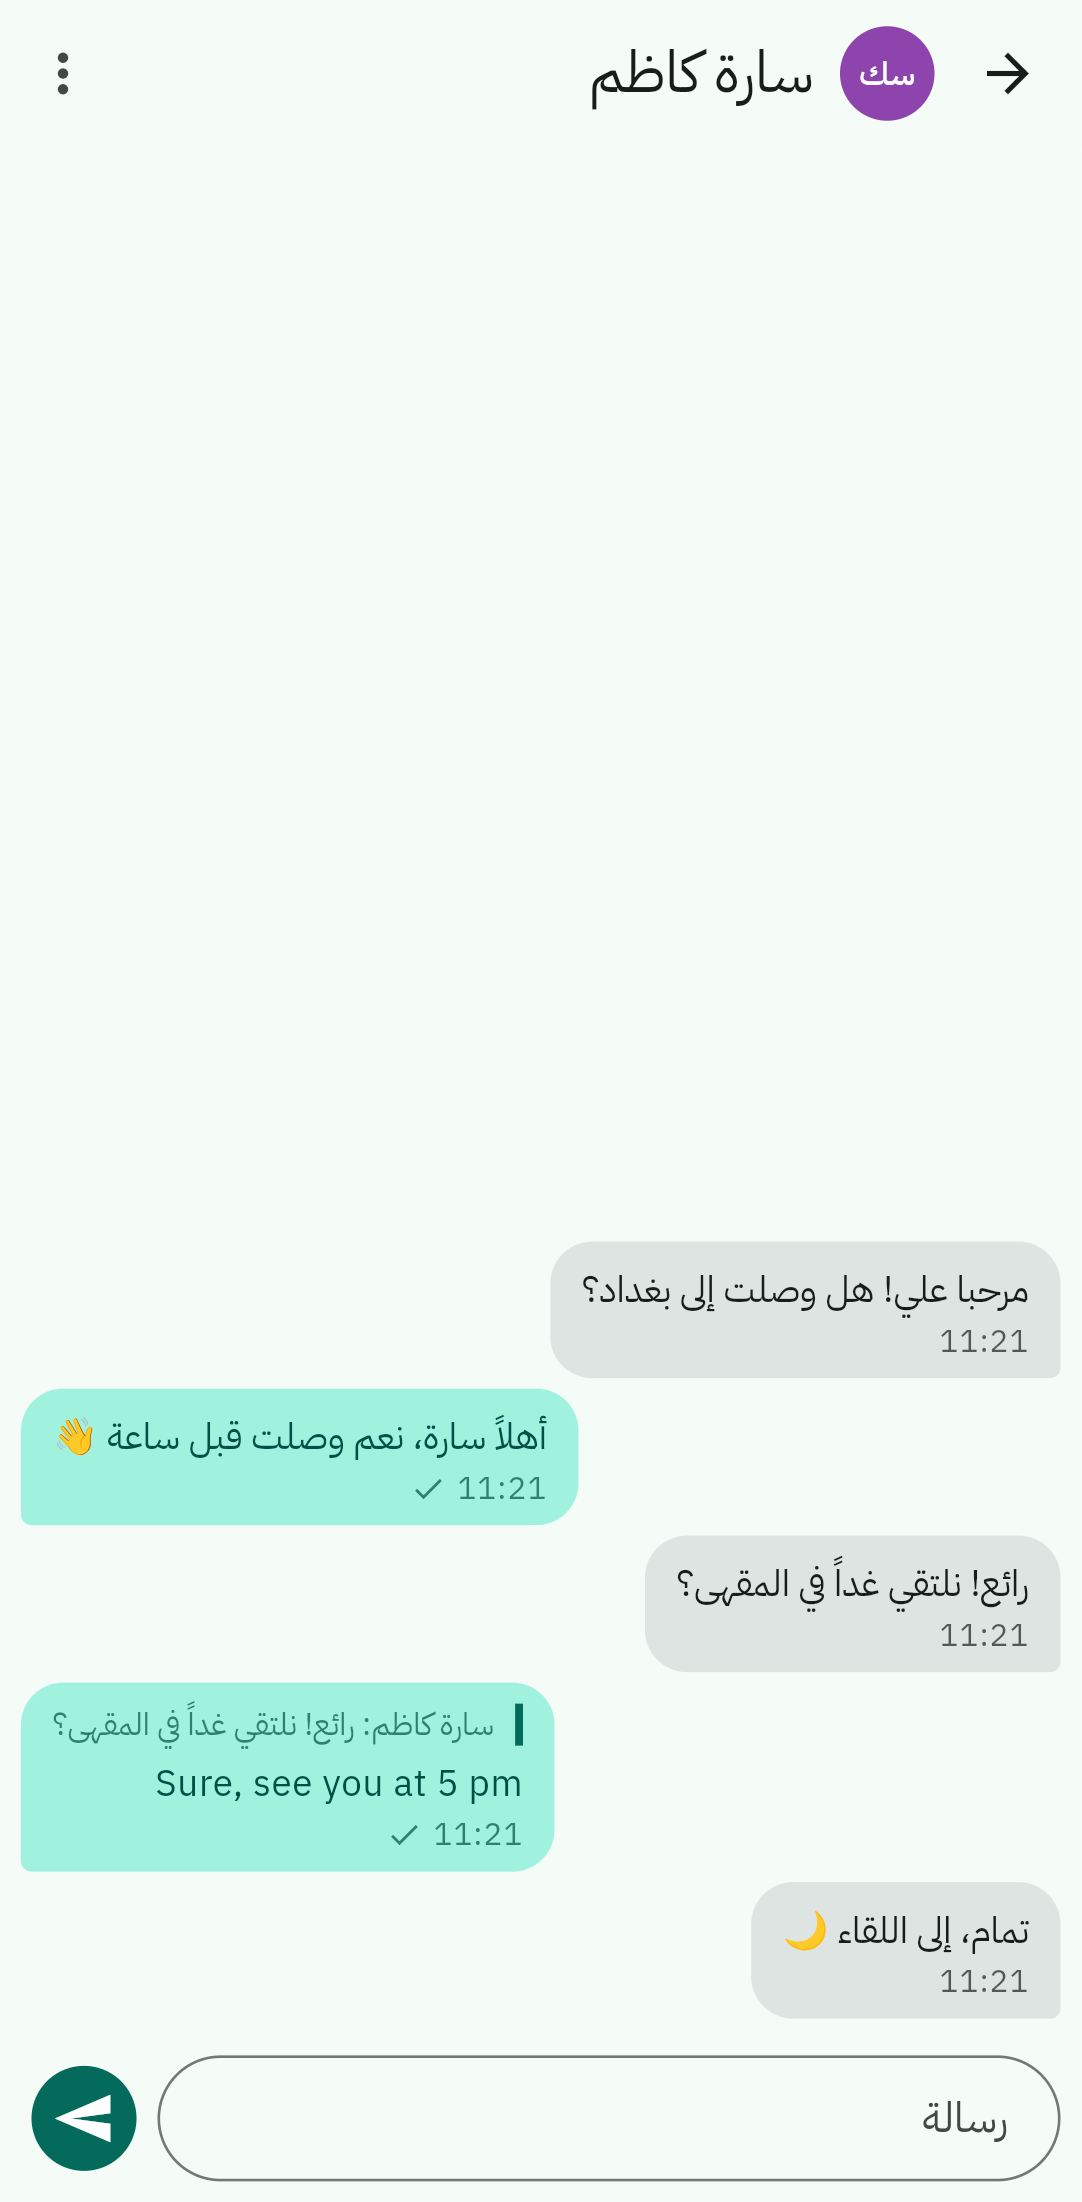 سارة كاظم
سك
مرحبا علي! هل وصلت إلى بغداد؟
11:21
أهلاً سارة، نعم وصلت قبل ساعة 👋
11:21
رائع! نلتقي غداً في المقهى؟
11:21
سارة كاظم: رائع! نلتقي غداً في المقهى؟
Sure, see you at 5 pm
11:21
تمام، إلى اللقاء 🌙
11:21
رسالة